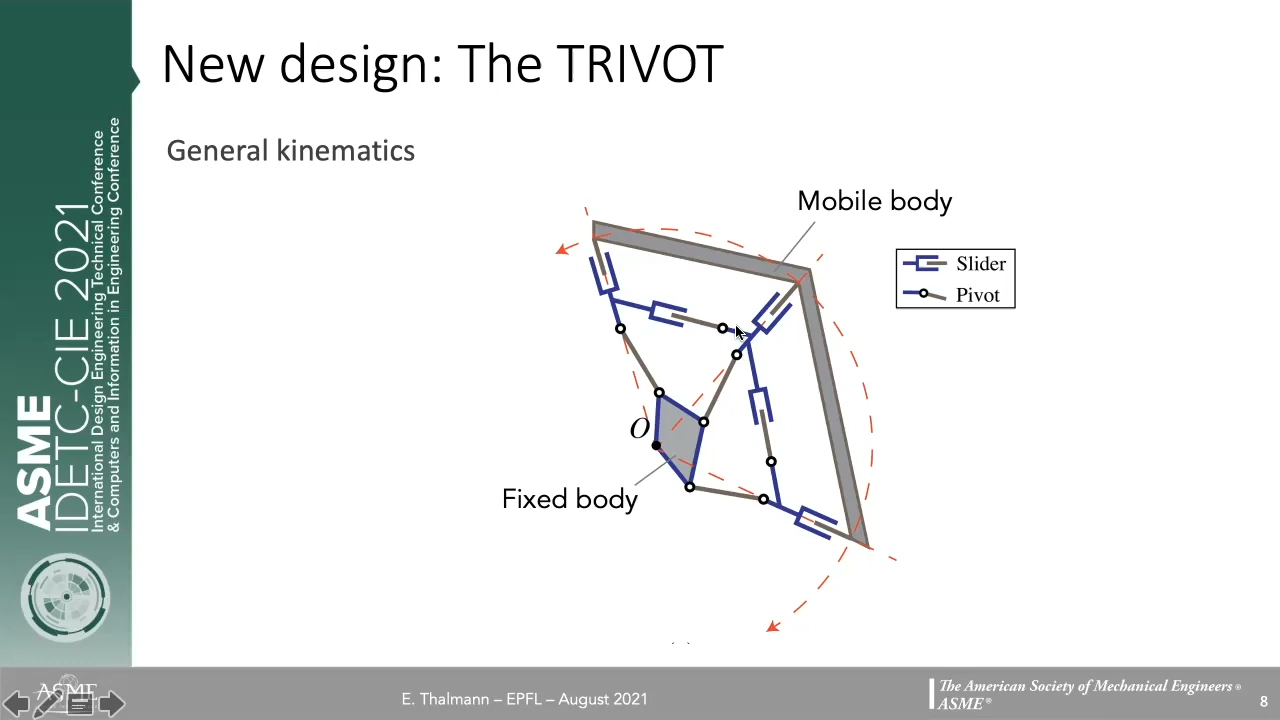 New design: The TRIVOT
General kinematics
Mobile body
Slider
Pivot
O
Fixed body
ASME
IDETC-CIE 2021
International Design Engineering Technical Conference
& Computers and Information in Engineering Conference
ASME
E. Thalmann – EPFL – August 2021
The American Society of Mechanical Engineers ®
ASME ®
8